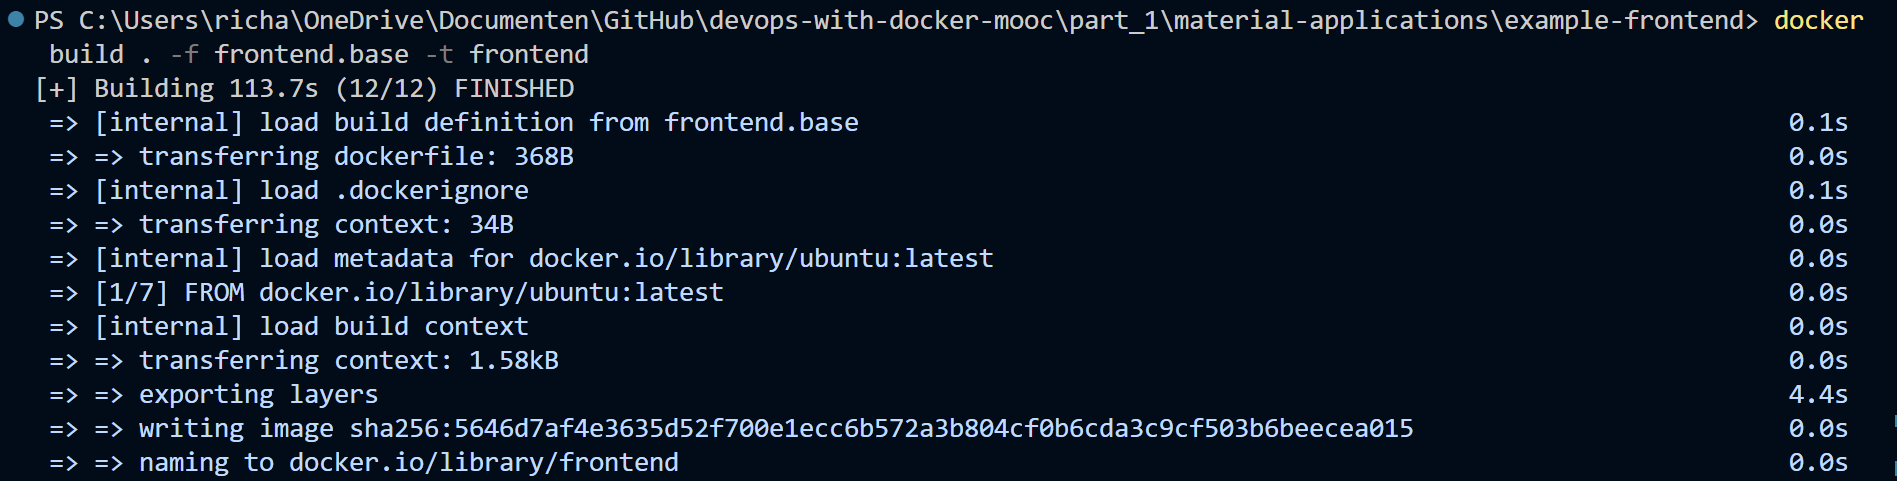 PS C:\Users\richa\OneDrive\Documenten\GitHub\devops-with-docker-mooc\part_1\material-applications\example-frontend> docker
build . -f frontend.base -t frontend
[+] Building 113.7s (12/12) FINISHED
=> [internal] load build definition from frontend.base 0.1s
=> => transferring dockerfile: 368B 0.0s
=> [internal] load .dockerignore 0.1s
=> => transferring context: 34B 0.0s
=> [internal] load metadata for docker.io/library/ubuntu:latest 0.0s
=> [1/7] FROM docker.io/library/ubuntu:latest 0.0s
=> [internal] load build context 0.0s
=> => transferring context: 1.58kB 0.0s
=> => exporting layers 4.4s
=> => writing image sha256:5646d7af4e3635d52f700e1ecc6b572a3b804cf0b6cda3c9cf503b6beecea015 0.0s
=> => naming to docker.io/library/frontend 0.0s